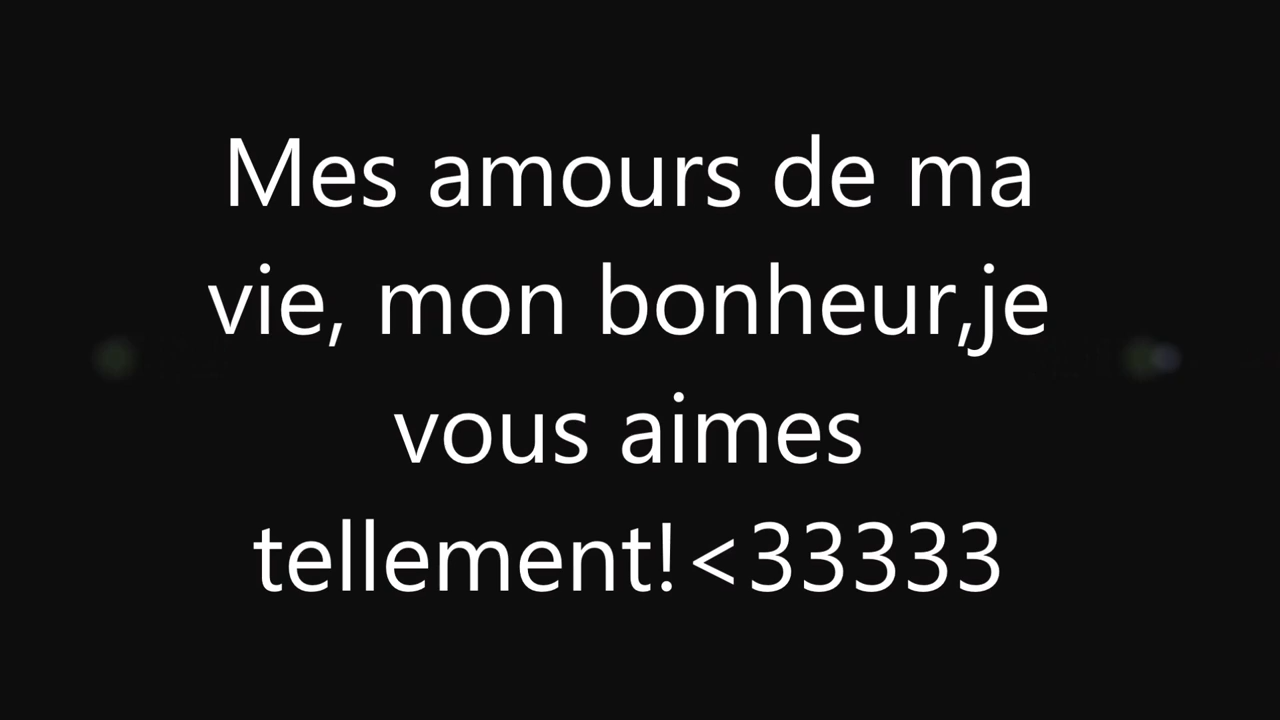 Mes amours de ma
vie, mon bonheur,je
vous aimes
tellement!<33333